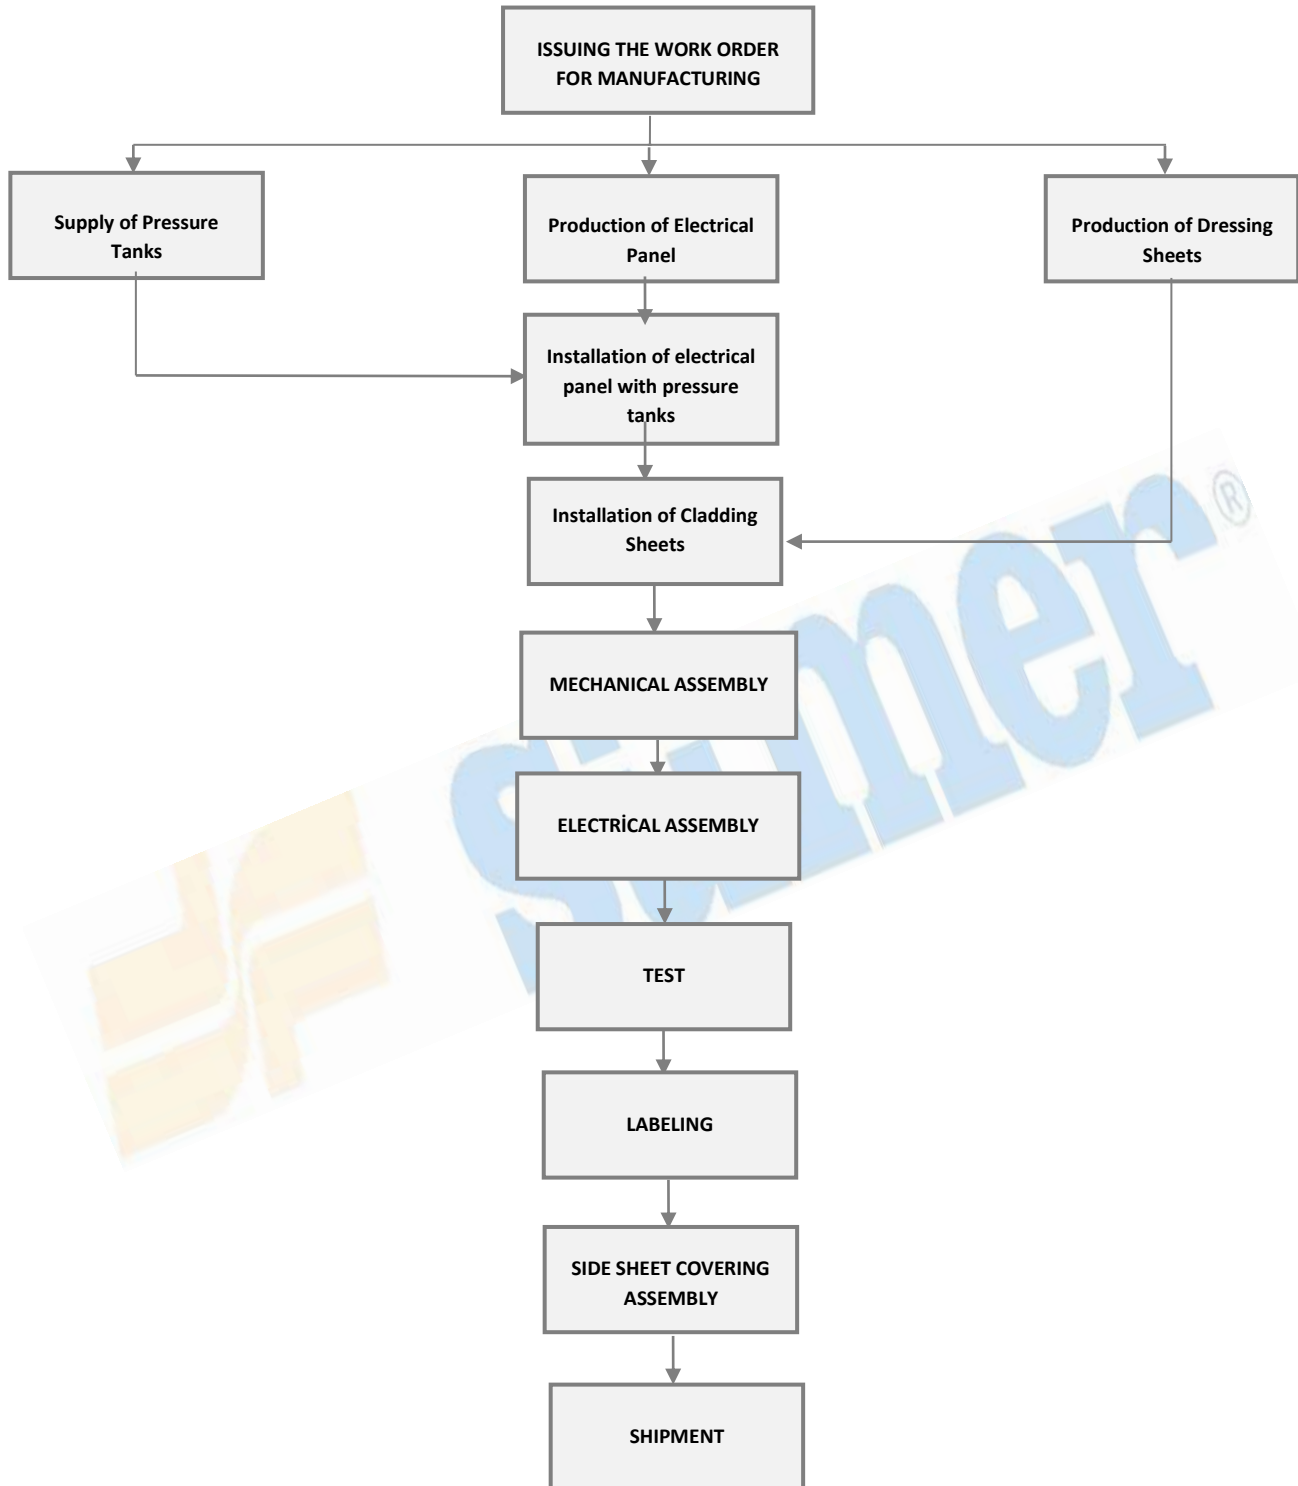 ISSUING THE WORK ORDER
FOR MANUFACTURING
Supply of Pressure
Tanks
Production of Electrical
Panel
Production of Dressing
Sheets
Installation of electrical
panel with pressure
tanks
Installation of Cladding
Sheets
MECHANICAL ASSEMBLY
ELECTRİCAL ASSEMBLY
TEST
LABELING
SIDE SHEET COVERING
ASSEMBLY
SHIPMENT
sümer®